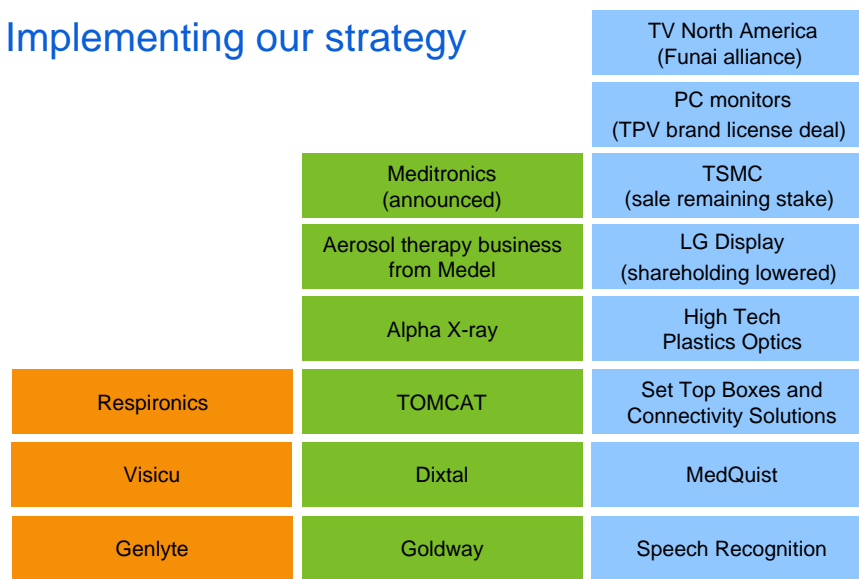 Implementing our strategy
TV North America
(Funai alliance)
PC monitors
(TPV brand license deal)
Meditronics
(announced)
TSMC
(sale remaining stake)
Aerosol therapy business
from Medel
LG Display
(shareholding lowered)
Alpha X-ray
High Tech
Plastics Optics
Respironics
TOMCAT
Set Top Boxes and
Connectivity Solutions
Visicu
Dixtal
MedQuist
Genlyte
Goldway
Speech Recognition